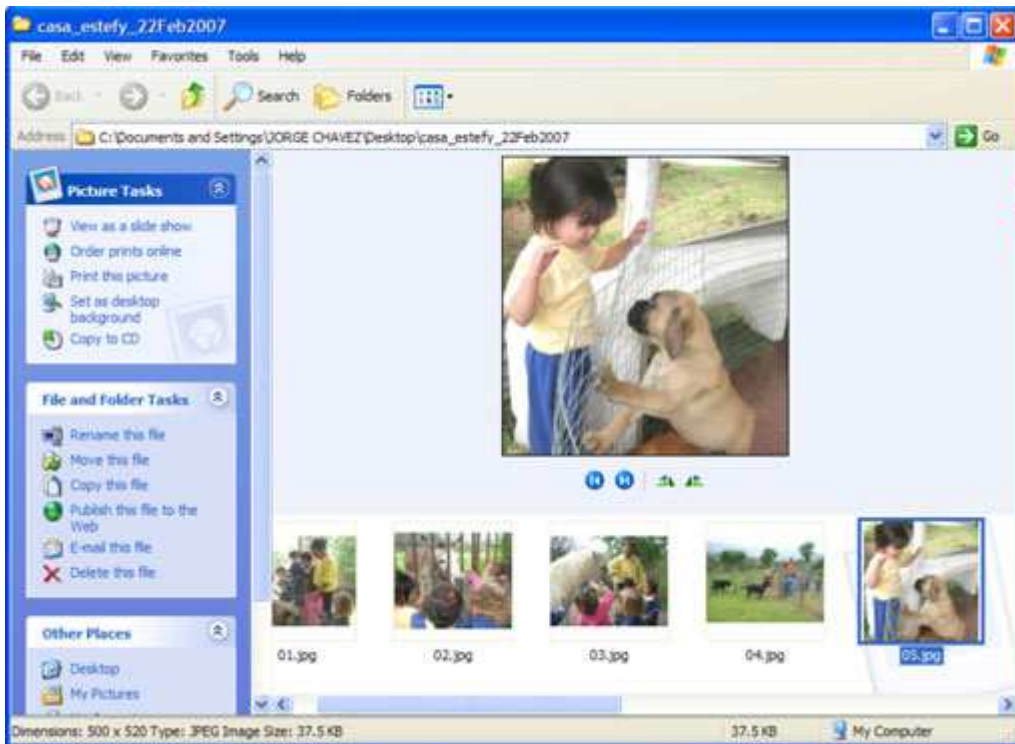 casa_estefy_22Feb2007
File Edit View Favorites Tools Help
Back Search Folders
Address C:\Documents and Settings\JORGE CHAVEZ\Desktop\casa_estefy_22Feb2007 Go
Picture Tasks
View as a slide show
Order prints online
Print this picture
Set as desktop
background
Copy to CD
File and Folder Tasks
Rename this file
Move this file
Copy this file
Publish this file to the
Web
E-mail this file
Delete this file
Other Places
Desktop
My Pictures
01.jpg 02.jpg 03.jpg 04.jpg 05.jpg
Dimensions: 500 x 520 Type: JPEG Image Size: 37.5 KB 37.5 KB My Computer